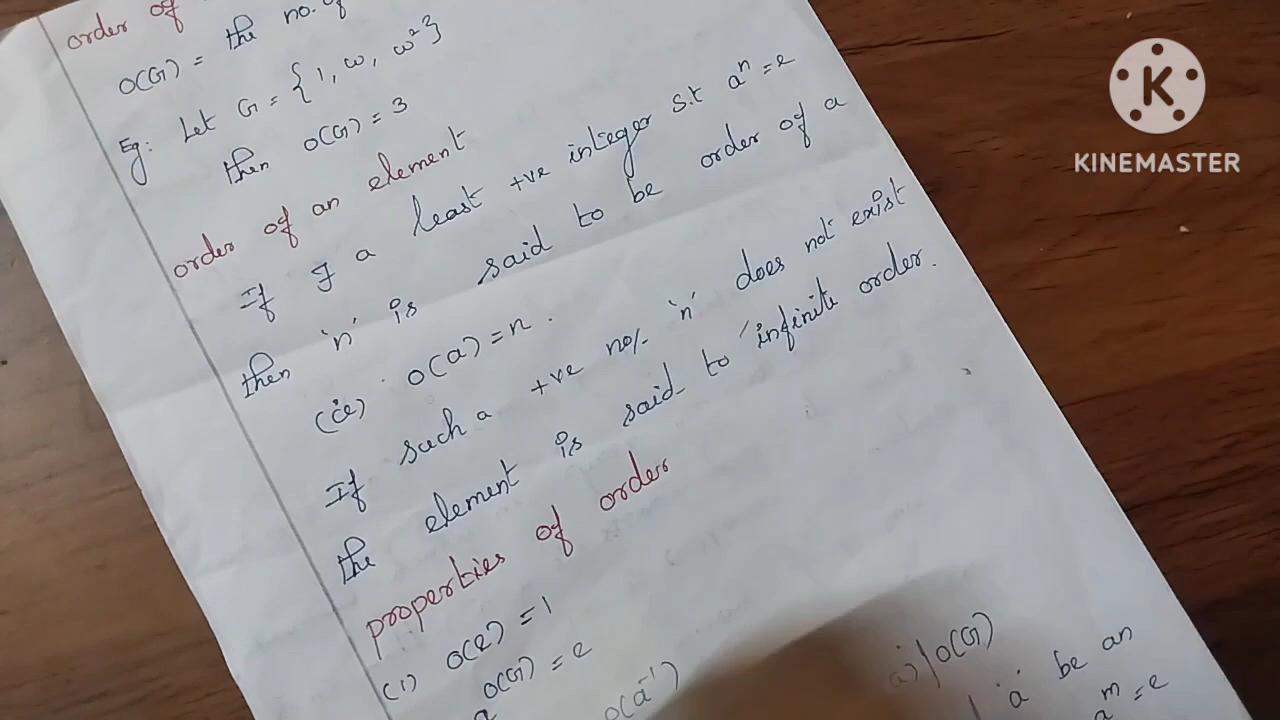 order of
O(G) = the no. of
Eg: Let G = {1, ω, ω²}
then O(G) = 3
order of an element
If ∃ a least +ve integer s.t aⁿ = e
then 'n' is said to be order of a
(ie) O(a) = n.
If such a +ve no/. 'n' does not exist
the element is said to 'infinite order.
properties of order
(1) O(e) = 1
a^O(G) = e
O(a⁻¹)
a) | O(G)
'a' be an
aᵐ = e
KINEMASTER